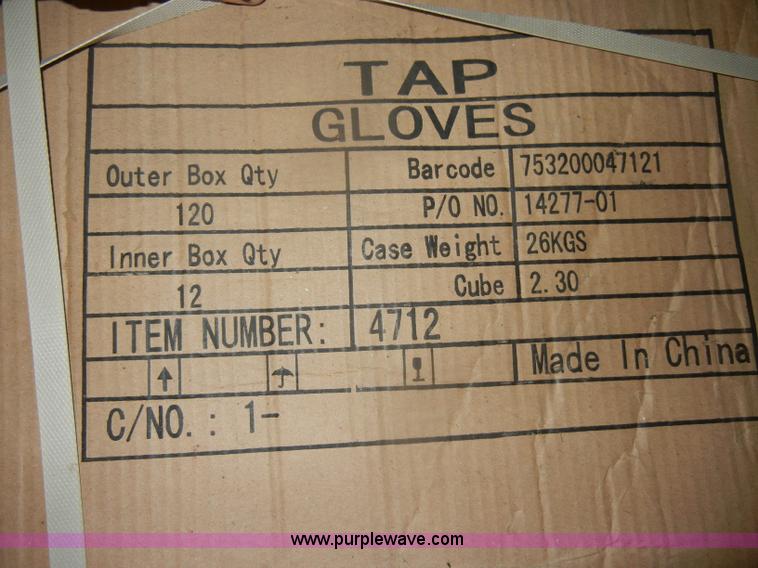 TAP
GLOVES
Outer Box Qty Barcode 753200047121
120 P/O NO. 14277-01
Inner Box Qty Case Weight 26KGS
12 Cube 2.30
ITEM NUMBER: 4712
Made In China
C/NO.: 1-
www.purplewave.com